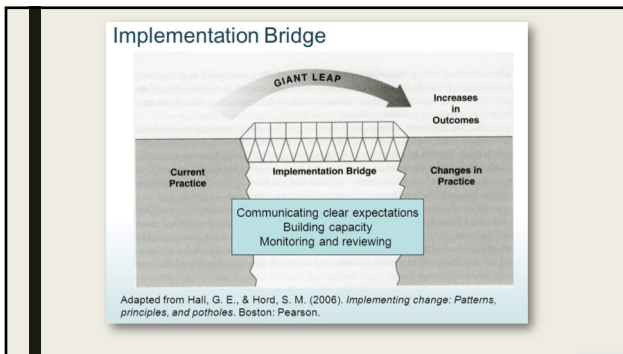 Implementation Bridge
GIANT LEAP
Increases
in
Outcomes
Current
Practice
Implementation Bridge
Changes in
Practice
Communicating clear expectations
Building capacity
Monitoring and reviewing
Adapted from Hall, G. E., & Hord, S. M. (2006). Implementing change: Patterns,
principles, and potholes. Boston: Pearson.